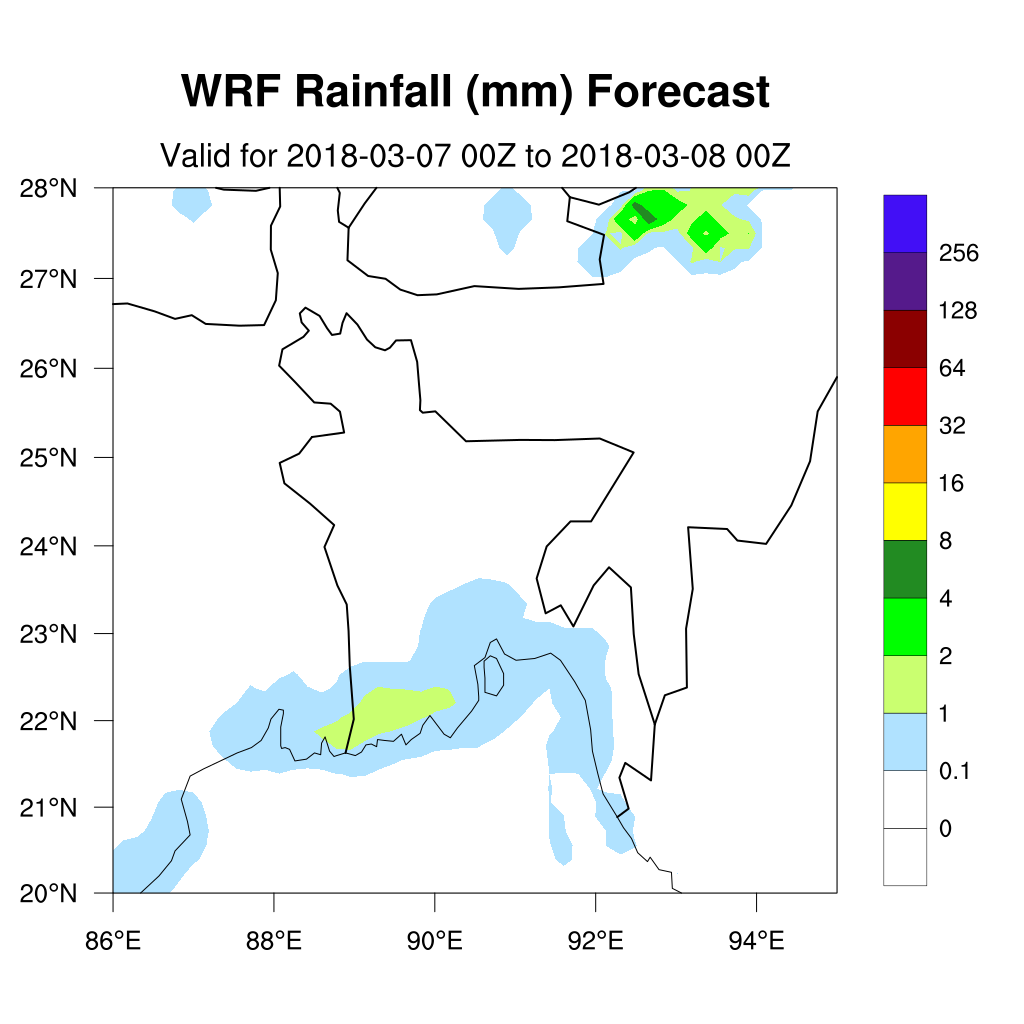 WRF Rainfall (mm) Forecast
Valid for 2018-03-07 00Z to 2018-03-08 00Z
28°N
27°N
26°N
25°N
24°N
23°N
22°N
21°N
20°N
86°E 88°E 90°E 92°E 94°E
256
128
64
32
16
8
4
2
1
0.1
0